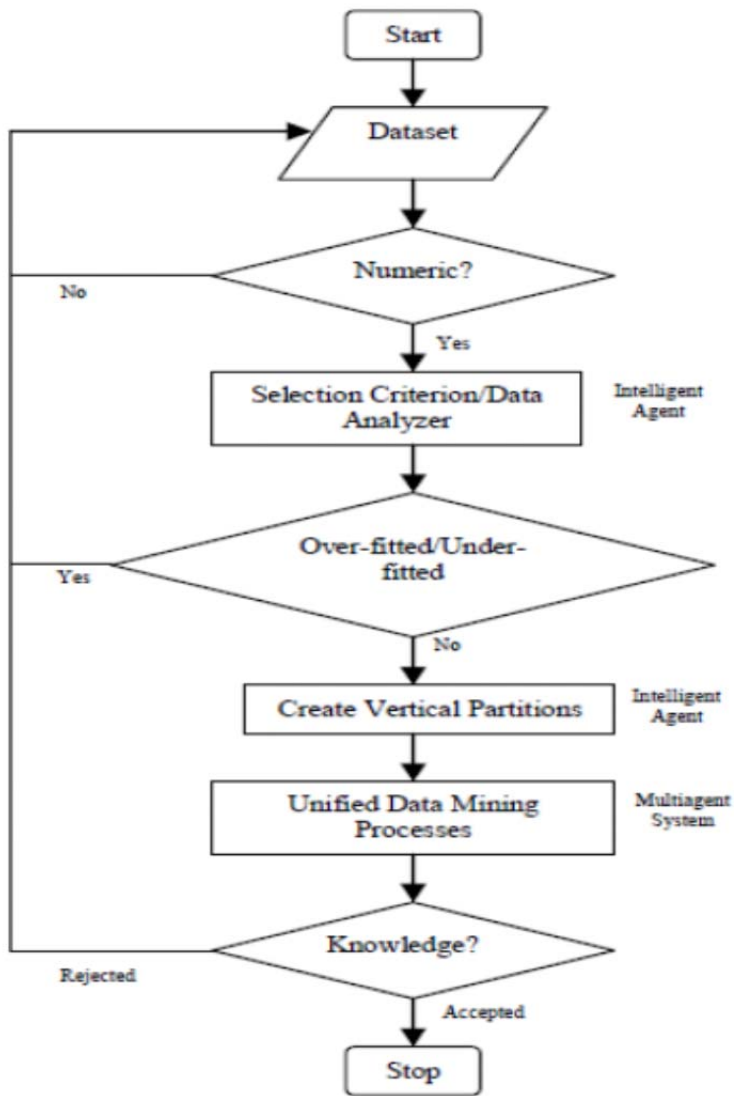 Start
Dataset
Numeric?
No
Yes
Selection Criterion/Data
Analyzer
Intelligent
Agent
Over-fitted/Under-
fitted
Yes
No
Create Vertical Partitions
Intelligent
Agent
Unified Data Mining
Processes
Multiagent
System
Knowledge?
Rejected
Accepted
Stop